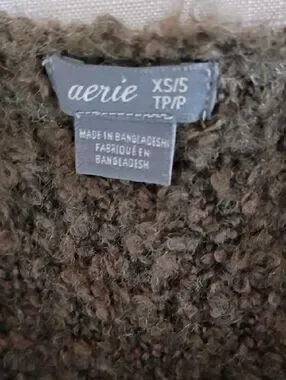 aerie XS/S
TP/P
MADE IN BANGLADESH
FABRIQUÉ EN
BANGLADESH